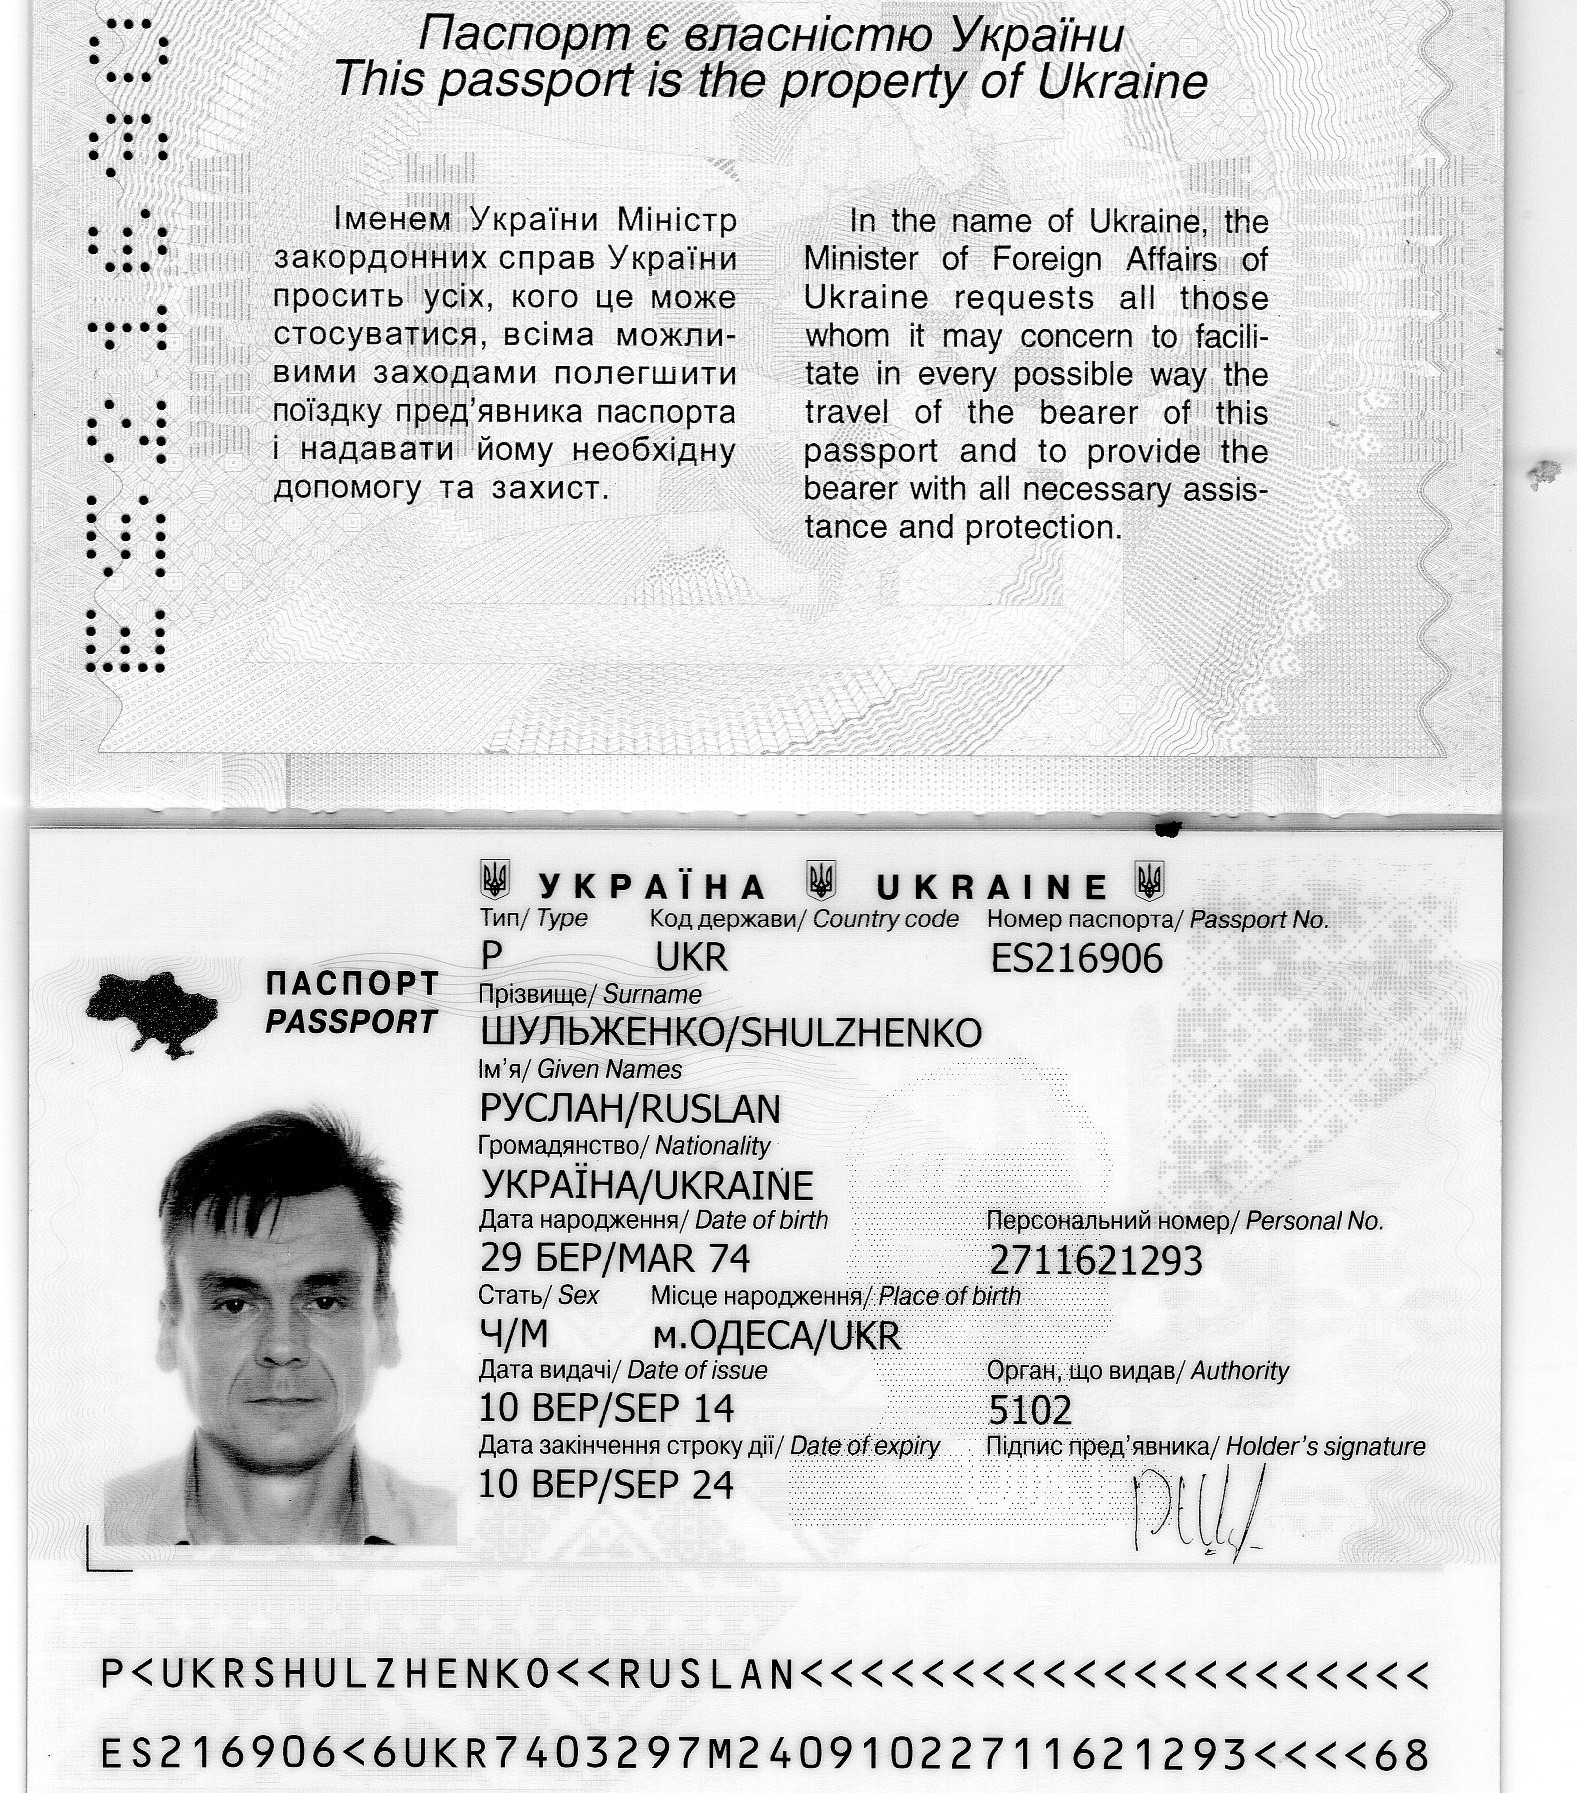 Паспорт є власністю України
This passport is the property of Ukraine
Іменем України Міністр
закордонних справ України
просить усіх, кого це може
стосуватися, всіма можли-
вими заходами полегшити
поїздку пред’явника паспорта
і надавати йому необхідну
допомогу та захист.
In the name of Ukraine, the
Minister of Foreign Affairs of
Ukraine requests all those
whom it may concern to facili-
tate in every possible way the
travel of the bearer of this
passport and to provide the
bearer with all necessary assis-
tance and protection.
ES216906
УКРАЇНА UKRAINE
Тип/ Type Код держави/ Country code Номер паспорта/ Passport No.
P UKR ES216906
ПАСПОРТ
PASSPORT
Прізвище/ Surname
ШУЛЬЖЕНКО/SHULZHENKO
Ім’я/ Given Names
РУСЛАН/RUSLAN
Громадянство/ Nationality
УКРАЇНА/UKRAINE
Дата народження/ Date of birth Персональний номер/ Personal No.
29 БЕР/MAR 74 2711621293
Стать/ Sex Місце народження/ Place of birth
Ч/M м.ОДЕСА/UKR
Дата видачі/ Date of issue Орган, що видав/ Authority
10 ВЕР/SEP 14 5102
Дата закінчення строку дії/ Date of expiry Підпис пред’явника/ Holder's signature
10 ВЕР/SEP 24
P<UKRSHULZHENKO<<RUSLAN<<<<<<<<<<<<<<<<<<<<<
ES216906<6UKR7403297M24091022711621293<<<<68